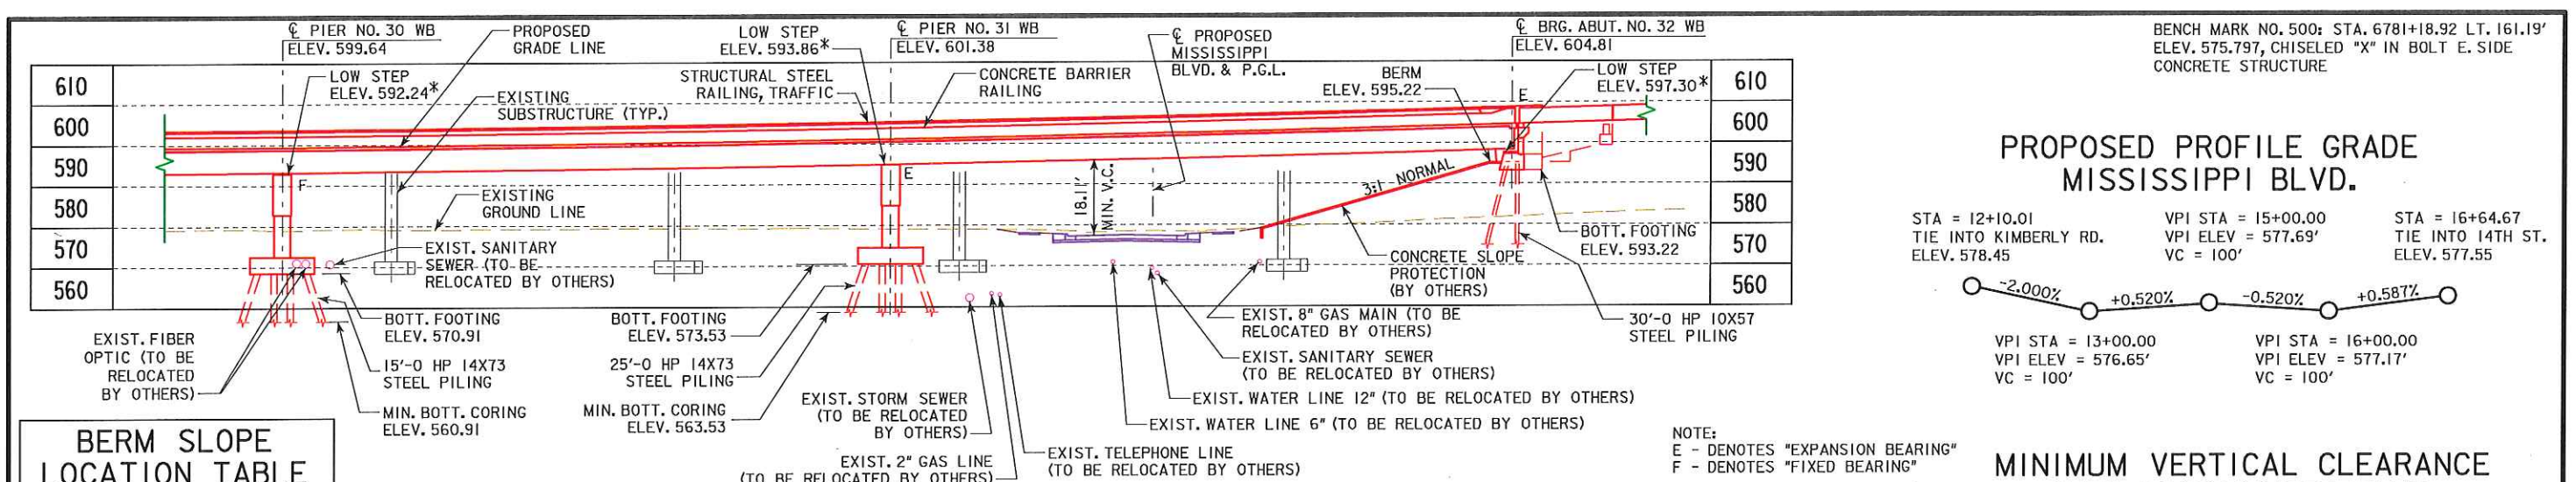 ℄ PIER NO. 30 WB
ELEV. 599.64
PROPOSED
GRADE LINE
LOW STEP
ELEV. 593.86*
℄ PIER NO. 31 WB
ELEV. 601.38
℄ PROPOSED
MISSISSIPPI
BLVD. & P.G.L.
℄ BRG. ABUT. NO. 32 WB
ELEV. 604.81
BENCH MARK NO. 500: STA. 6781+18.92 LT. 161.19'
ELEV. 575.797, CHISELED "X" IN BOLT E. SIDE
CONCRETE STRUCTURE
610
600
590
580
570
560
LOW STEP
ELEV. 592.24*
EXISTING
SUBSTRUCTURE (TYP.)
STRUCTURAL STEEL
RAILING, TRAFFIC
CONCRETE BARRIER
RAILING
BERM
ELEV. 595.22
LOW STEP
ELEV. 597.30*
610
600
590
580
570
560
E
F
E
EXISTING
GROUND LINE
18.11'
MIN. V.C.
3:1 NORMAL
EXIST. SANITARY
SEWER (TO BE
RELOCATED BY OTHERS)
CONCRETE SLOPE
PROTECTION
(BY OTHERS)
BOTT. FOOTING
ELEV. 593.22
EXIST. FIBER
OPTIC (TO BE
RELOCATED
BY OTHERS)
BOTT. FOOTING
ELEV. 570.91
15'-0 HP 14X73
STEEL PILING
MIN. BOTT. CORING
ELEV. 560.91
BOTT. FOOTING
ELEV. 573.53
25'-0 HP 14X73
STEEL PILING
MIN. BOTT. CORING
ELEV. 563.53
EXIST. STORM SEWER
(TO BE RELOCATED
BY OTHERS)
EXIST. 2" GAS LINE
(TO BE RELOCATED BY OTHERS)
EXIST. TELEPHONE LINE
(TO BE RELOCATED BY OTHERS)
EXIST. WATER LINE 6" (TO BE RELOCATED BY OTHERS)
EXIST. WATER LINE 12" (TO BE RELOCATED BY OTHERS)
EXIST. SANITARY SEWER
(TO BE RELOCATED BY OTHERS)
EXIST. 8" GAS MAIN (TO BE
RELOCATED BY OTHERS)
30'-0 HP 10X57
STEEL PILING
BERM SLOPE
LOCATION TABLE
PROPOSED PROFILE GRADE
MISSISSIPPI BLVD.
STA = 12+10.01
TIE INTO KIMBERLY RD.
ELEV. 578.45
VPI STA = 15+00.00
VPI ELEV = 577.69'
VC = 100'
STA = 16+64.67
TIE INTO 14TH ST.
ELEV. 577.55
-2.000%
+0.520%
-0.520%
+0.587%
VPI STA = 13+00.00
VPI ELEV = 576.65'
VC = 100'
VPI STA = 16+00.00
VPI ELEV = 577.17'
VC = 100'
NOTE:
E - DENOTES "EXPANSION BEARING"
F - DENOTES "FIXED BEARING"
MINIMUM VERTICAL CLEARANCE